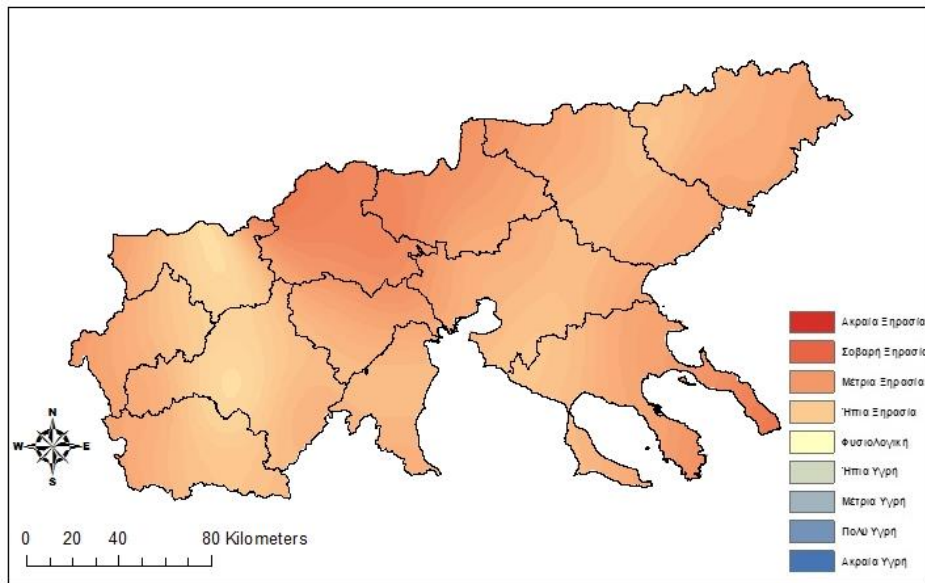 Ακραία Ξηρασία
Σοβαρή Ξηρασία
Μέτρια Ξηρασία
Ήπια Ξηρασία
Φυσιολογική
Ήπια Υγρή
Μέτρια Υγρή
Πολύ Υγρή
Ακραία Υγρή
N
W E
S
0 20 40 80 Kilometers